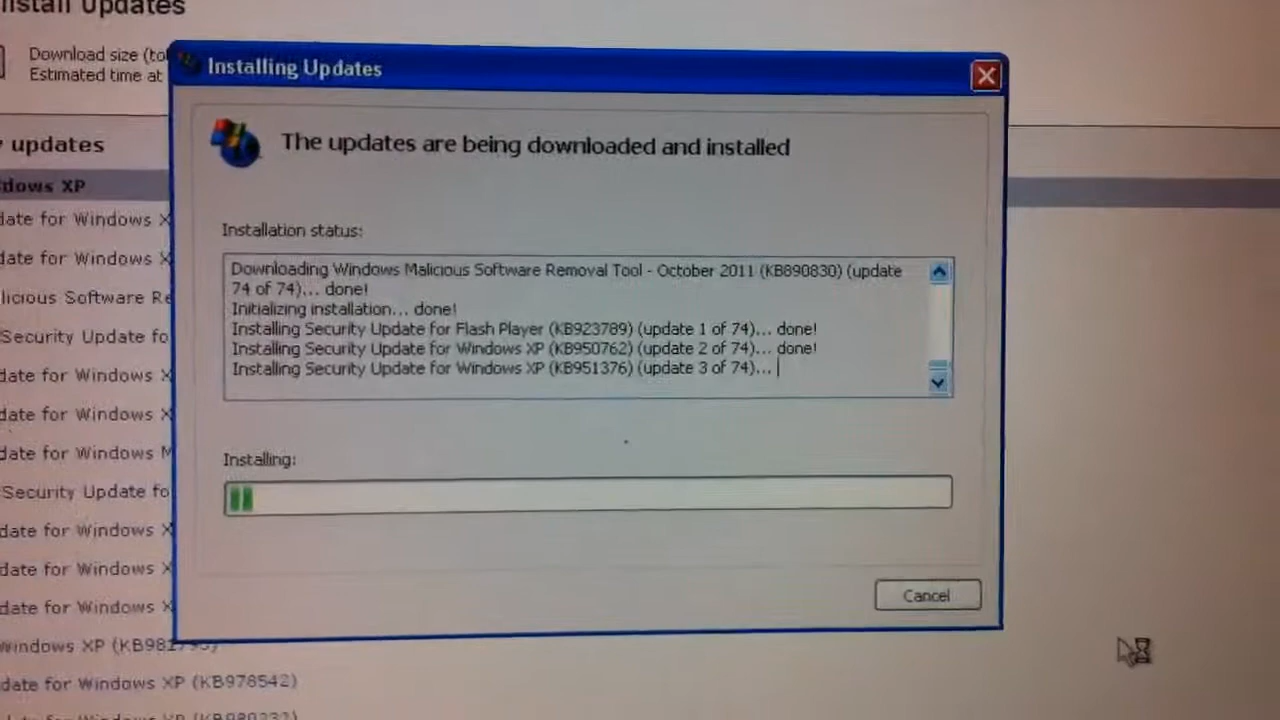 Install Updates
Download size (to
Estimated time at
updates
dows XP
date for Windows X
date for Windows X
licious Software Re
Security Update fo
date for Windows X
date for Windows X
date for Windows M
Security Update fo
date for Windows X
date for Windows X
date for Windows X
Windows XP (KB982
date for Windows XP (KB978542)
Installing Updates
The updates are being downloaded and installed
Installation status:
Downloading Windows Malicious Software Removal Tool - October 2011 (KB890830) (update
74 of 74)... done!
Initializing installation... done!
Installing Security Update for Flash Player (KB923789) (update 1 of 74)... done!
Installing Security Update for Windows XP (KB950762) (update 2 of 74)... done!
Installing Security Update for Windows XP (KB951376) (update 3 of 74)...
Installing:
Cancel